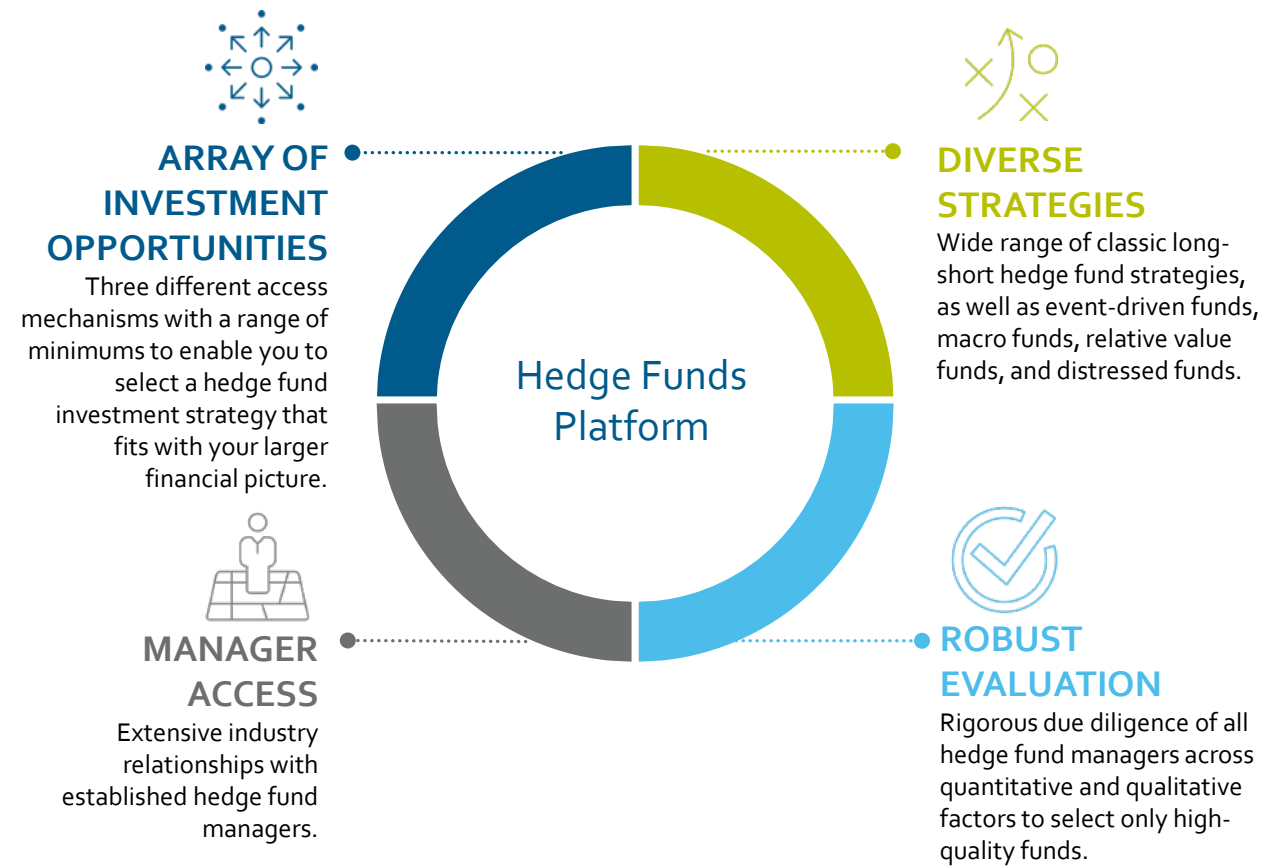 ARRAY OF
INVESTMENT
OPPORTUNITIES
Three different access
mechanisms with a range of
minimums to enable you to
select a hedge fund
investment strategy that
fits with your larger
financial picture.
DIVERSE
STRATEGIES
Wide range of classic long-
short hedge fund strategies,
as well as event-driven funds,
macro funds, relative value
funds, and distressed funds.
Hedge Funds
Platform
MANAGER
ACCESS
Extensive industry
relationships with
established hedge fund
managers.
ROBUST
EVALUATION
Rigorous due diligence of all
hedge fund managers across
quantitative and qualitative
factors to select only high-
quality funds.